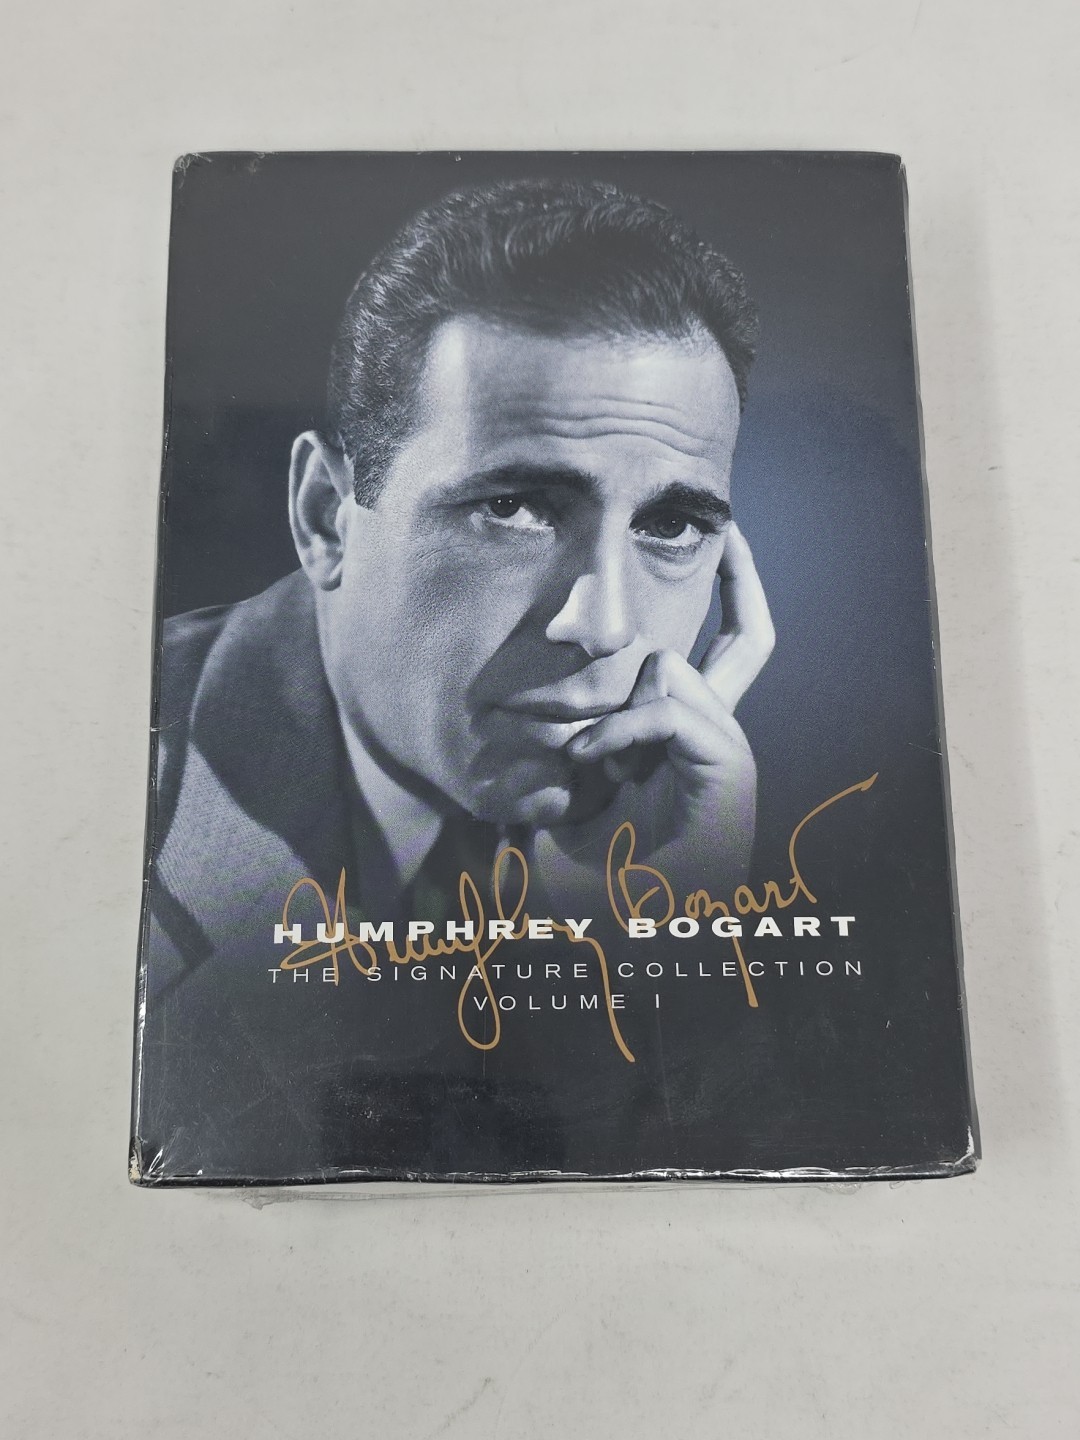 Humphrey Bogart
HUMPHREY BOGART
THE SIGNATURE COLLECTION
VOLUME I